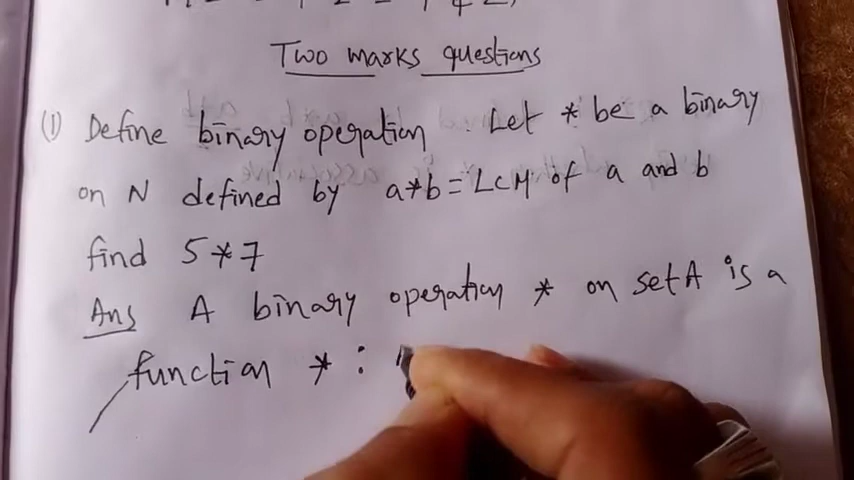 Two marks questions
(1) Define binary operation. Let * be a binary
on N defined by a*b = LCM of a and b
find 5*7
Ans A binary operation * on set A is a
function * :